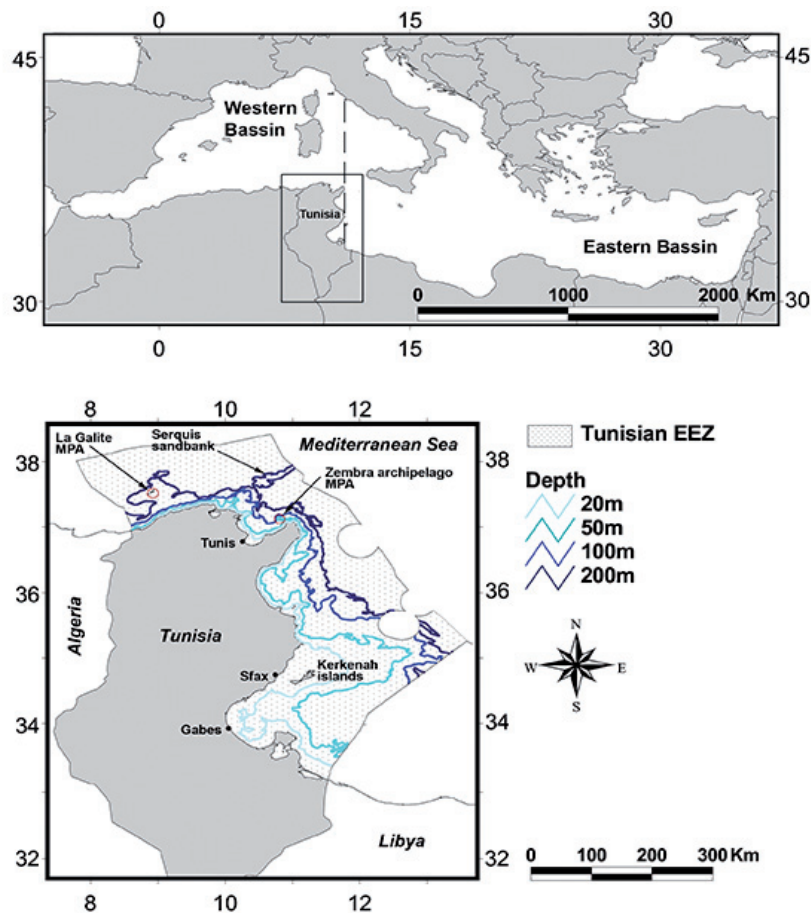 0 15 30
45 45
Western
Basin
Tunisia
Eastern Basin
0 1000 2000 Km
30 30
0 15 30
8 10 12
La Galite
MPA
Serquis
sandbank
Mediterranean Sea
Zembra archipelago
MPA
38 38
Tunis
36 36
Algeria
Tunisia
Sfax
Kerkenah
islands
34 34
Gabes
Libya
32 32
8 10 12
Tunisian EEZ
Depth
20m
50m
100m
200m
N
W E
S
0 100 200 300 Km